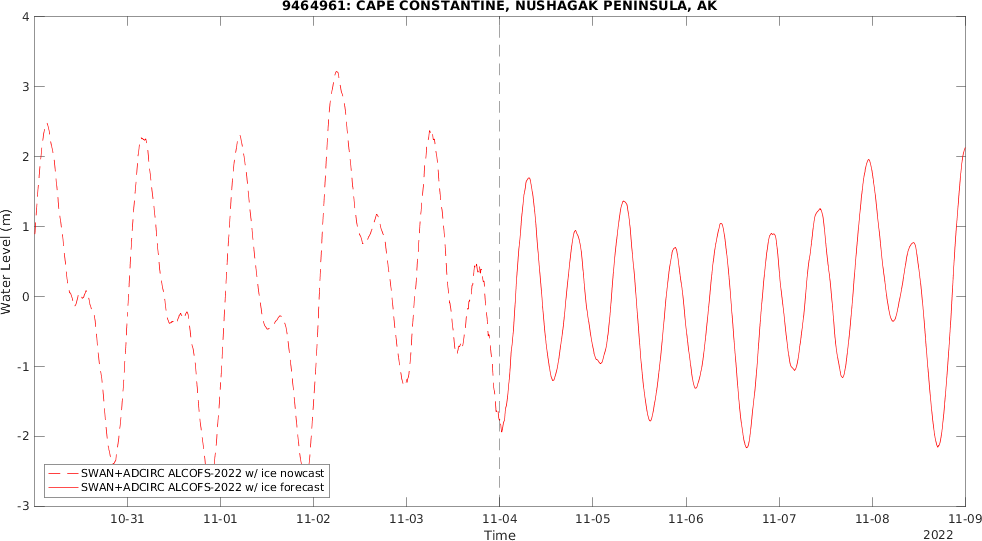 9464961: CAPE CONSTANTINE, NUSHAGAK PENINSULA, AK
4
3
2
1
0
-1
-2
-3
Water Level (m)
SWAN+ADCIRC ALCOFS-2022 w/ ice nowcast
SWAN+ADCIRC ALCOFS-2022 w/ ice forecast
10-31 11-01 11-02 11-03 11-04 11-05 11-06 11-07 11-08 11-09
Time
2022